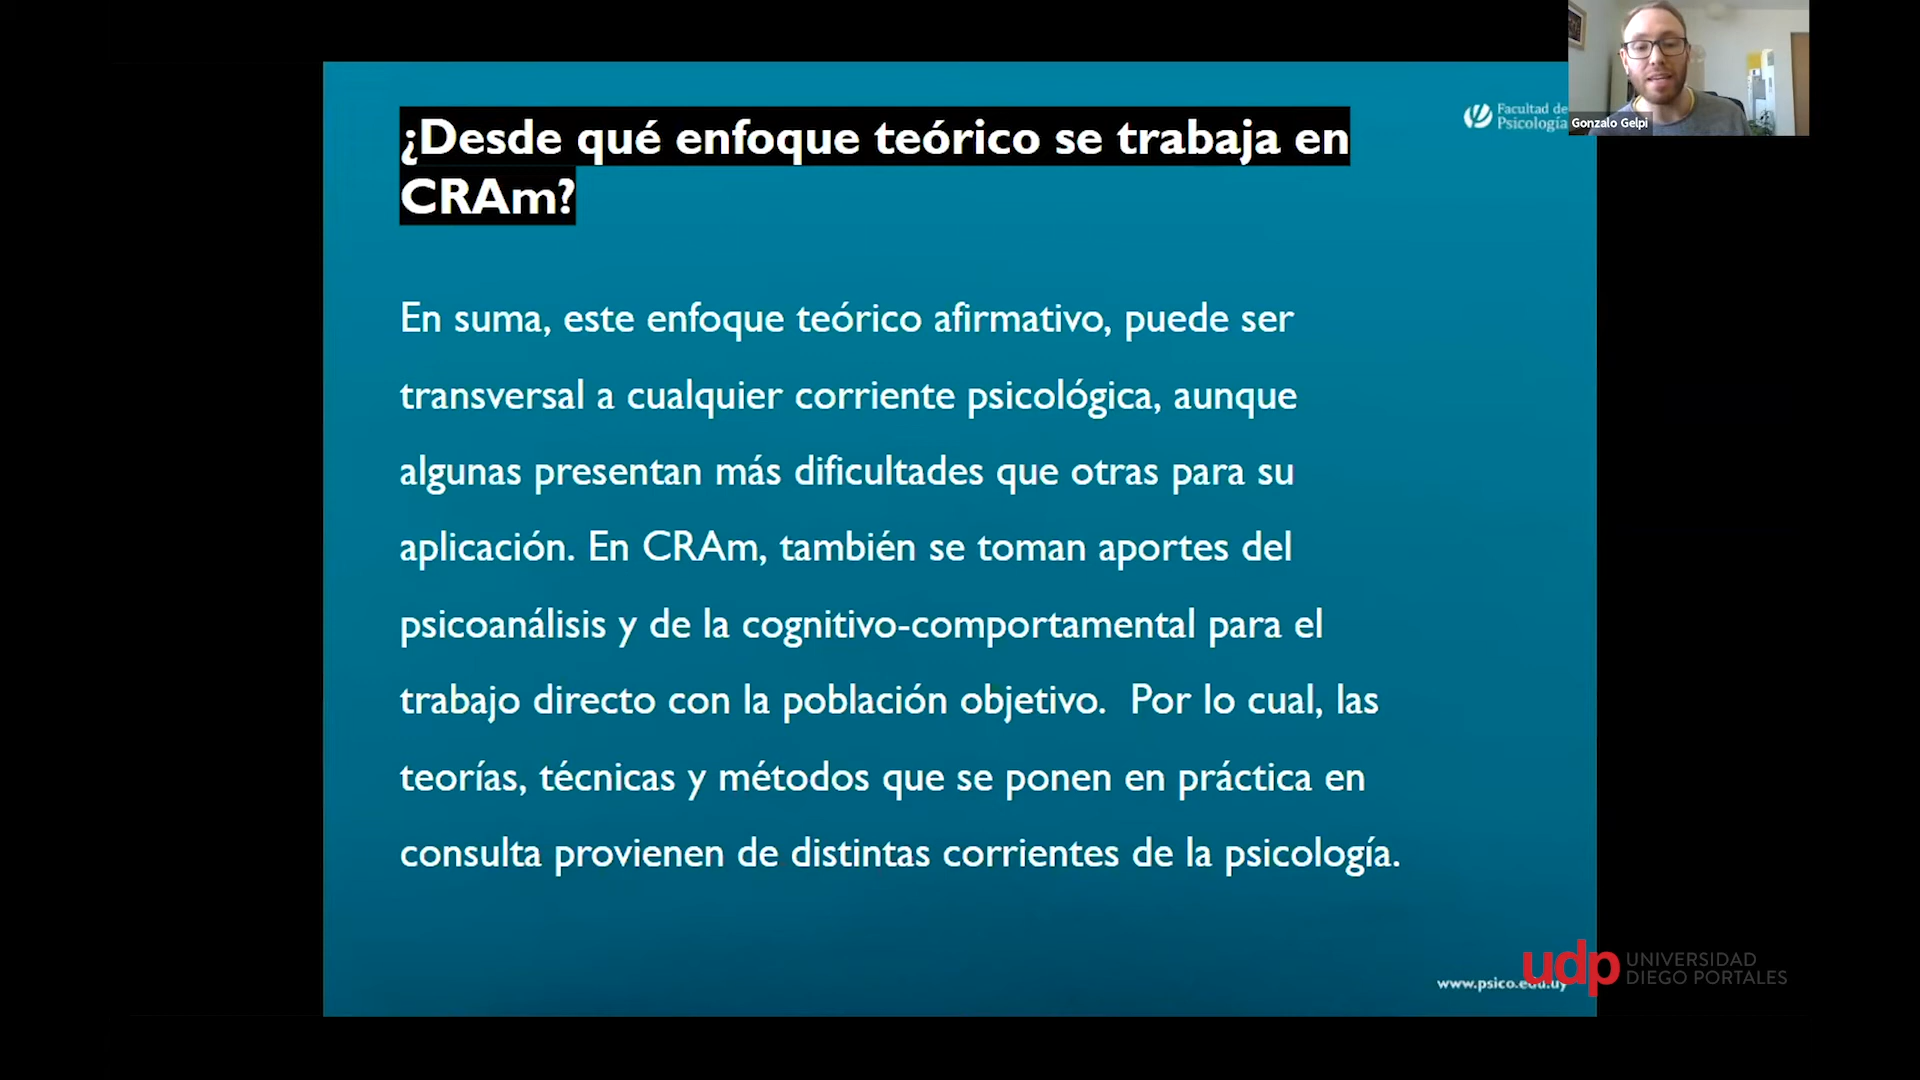 ¿Desde qué enfoque teórico se trabaja en
CRAm?
Facultad de
Psicología
Gonzalo Gelpi
En suma, este enfoque teórico afirmativo, puede ser
transversal a cualquier corriente psicológica, aunque
algunas presentan más dificultades que otras para su
aplicación. En CRAm, también se toman aportes del
psicoanálisis y de la cognitivo-comportamental para el
trabajo directo con la población objetivo. Por lo cual, las
teorías, técnicas y métodos que se ponen en práctica en
consulta provienen de distintas corrientes de la psicología.
www.psico.edu.uy
udp UNIVERSIDAD
DIEGO PORTALES